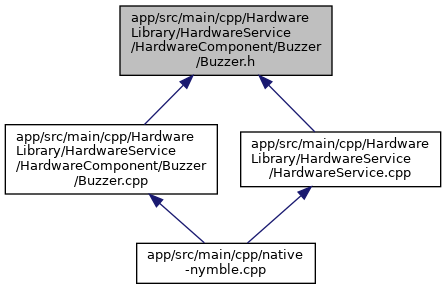 app/src/main/cpp/Hardware
Library/HardwareService
/HardwareComponent/Buzzer
/Buzzer.h
app/src/main/cpp/Hardware
Library/HardwareService
/HardwareComponent/Buzzer
/Buzzer.cpp
app/src/main/cpp/Hardware
Library/HardwareService
/HardwareService.cpp
app/src/main/cpp/native
-nymble.cpp